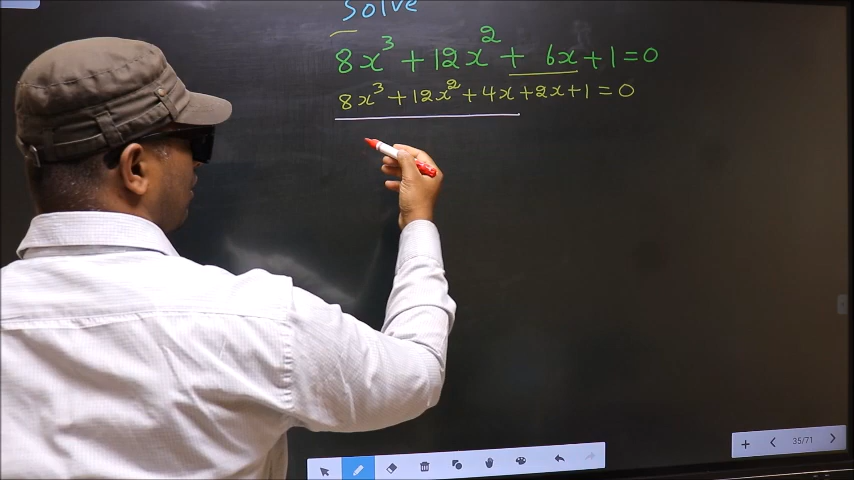 Solve
8x³ + 12x² + 6x + 1 = 0
8x³ + 12x² + 4x + 2x + 1 = 0
35/71